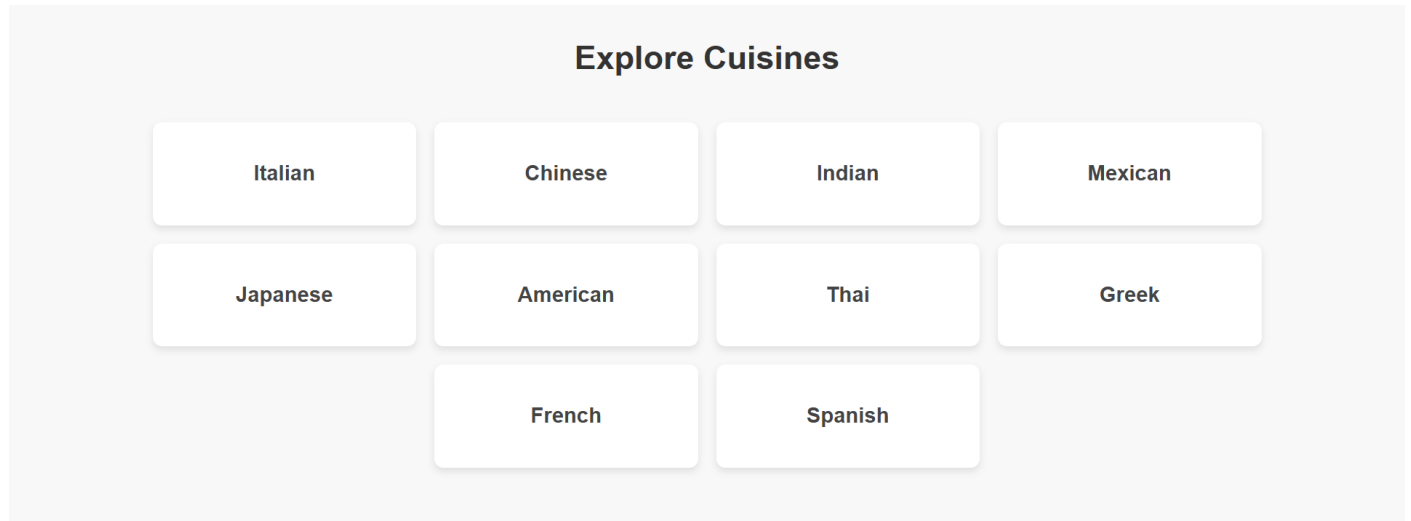 Explore Cuisines
Italian
Chinese
Indian
Mexican
Japanese
American
Thai
Greek
French
Spanish